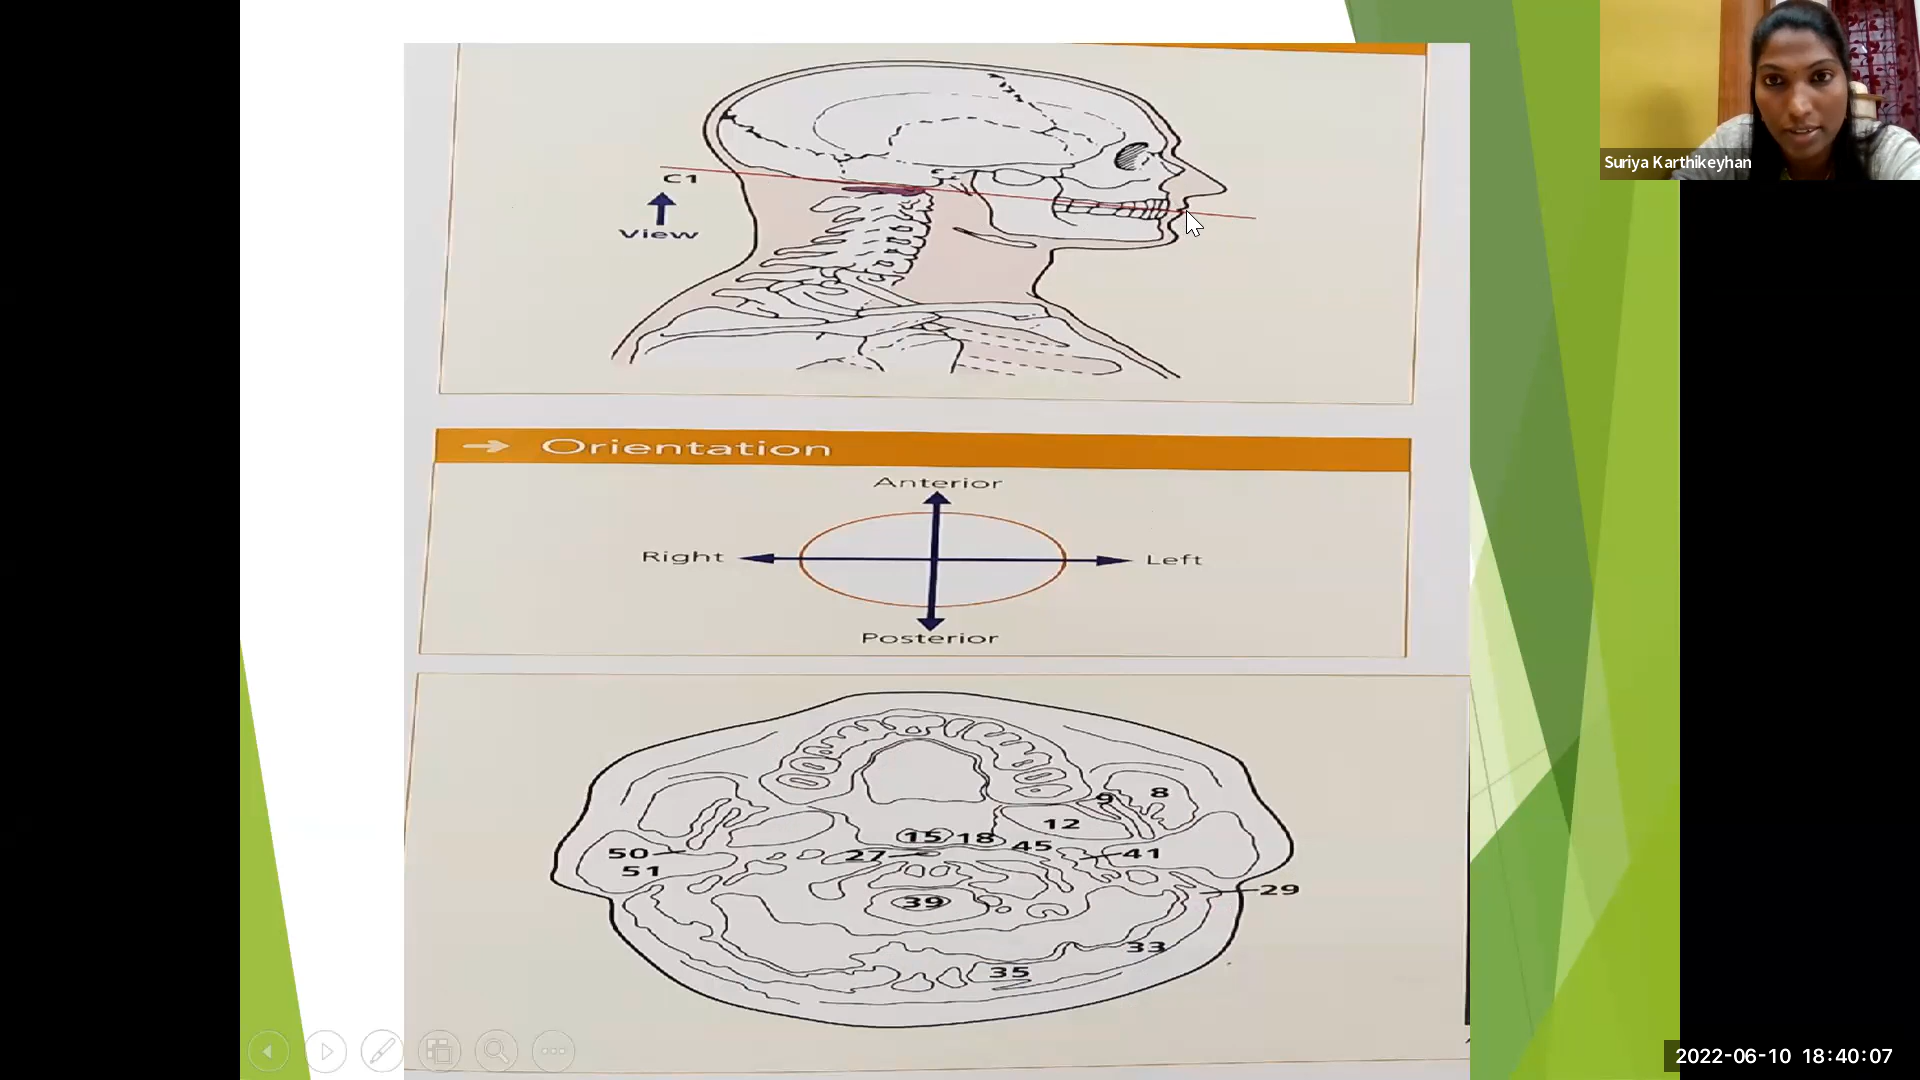 C1
View
Suriya Karthikeyhan
Orientation
Anterior
Right
Left
Posterior
9
8
12
15
18
45
27
41
50
51
29
39
33
35
2022-06-10 18:40:07